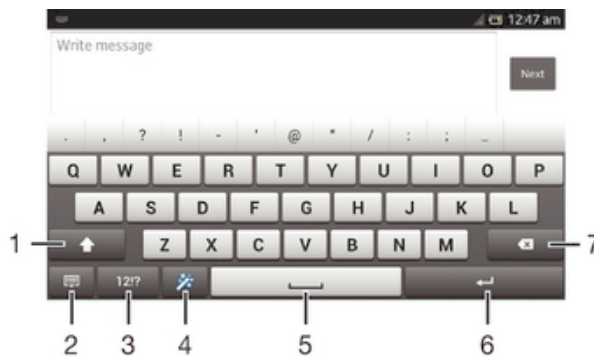 12:47 am
Write message
Next
. , ? ! - ' @ " / : ; _
Q W E R T Y U I O P
A S D F G H J K L
1 Z X C V B N M 7
12!?
2 3 4 5 6